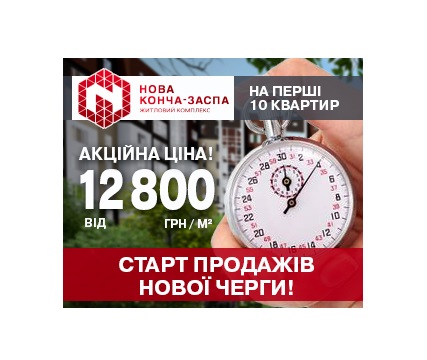 НОВА
КОНЧА-ЗАСПА
ЖИТЛОВИЙ КОМПЛЕКС
НА ПЕРШІ
10 КВАРТИР
АКЦІЙНА ЦІНА!
12 800
ВІД ГРН / М²
СТАРТ ПРОДАЖІВ
НОВОЇ ЧЕРГИ!